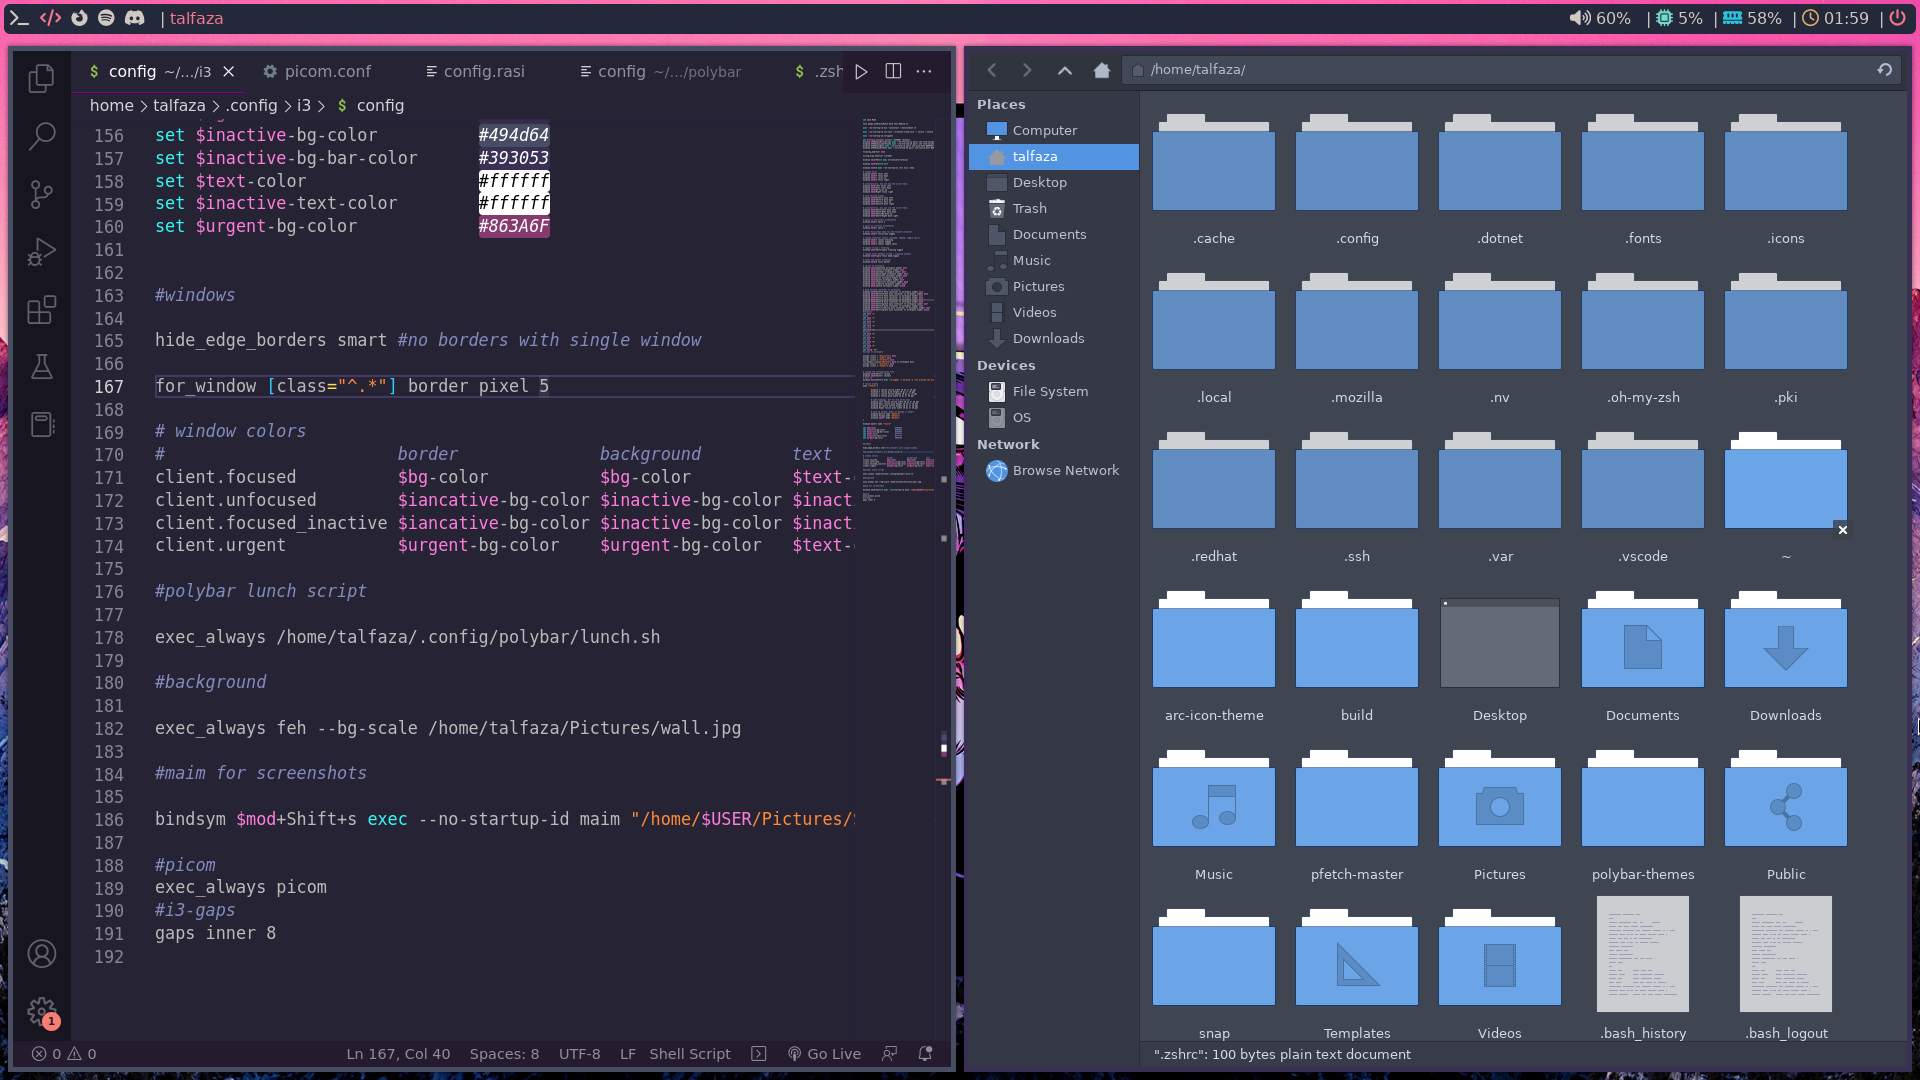 | talfaza
60% | 5% | 58% | 01:59 |
config ~/.../i3
picom.conf
config.rasi
config ~/.../polybar
.zsh
home > talfaza > .config > i3 > $ config
156 set $inactive-bg-color #494d64
157 set $inactive-bg-bar-color #393053
158 set $text-color #ffffff
159 set $inactive-text-color #ffffff
160 set $urgent-bg-color #863A6F
161
162
163 #windows
164
165 hide_edge_borders smart #no borders with single window
166
167 for_window [class="^.*"] border pixel 5
168
169 # window colors
170 # border background text
171 client.focused $bg-color $bg-color $text-
172 client.unfocused $iancative-bg-color $inactive-bg-color $inact
173 client.focused_inactive $iancative-bg-color $inactive-bg-color $inact
174 client.urgent $urgent-bg-color $urgent-bg-color $text-
175
176 #polybar lunch script
177
178 exec_always /home/talfaza/.config/polybar/lunch.sh
179
180 #background
181
182 exec_always feh --bg-scale /home/talfaza/Pictures/wall.jpg
183
184 #maim for screenshots
185
186 bindsym $mod+Shift+s exec --no-startup-id maim "/home/$USER/Pictures/
187
188 #picom
189 exec_always picom
190 #i3-gaps
191 gaps inner 8
192
1
0 0 Ln 167, Col 40 Spaces: 8 UTF-8 LF Shell Script Go Live
/home/talfaza/
Places
Computer
talfaza
Desktop
Trash
Documents
Music
Pictures
Videos
Downloads
Devices
File System
OS
Network
Browse Network
.cache .config .dotnet .fonts .icons
.local .mozilla .nv .oh-my-zsh .pki
.redhat .ssh .var .vscode ~
arc-icon-theme build Desktop Documents Downloads
Music pfetch-master Pictures polybar-themes Public
snap Templates Videos .bash_history .bash_logout
".zshrc": 100 bytes plain text document